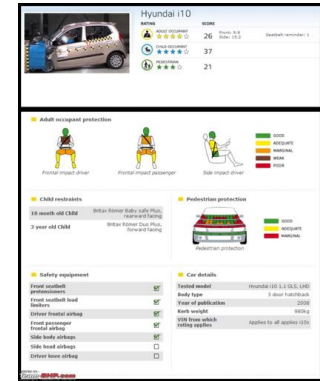 Hyundai i10
RATING SCORE
ADULT OCCUPANT 26 Seatbelt reminder: 1
CHILD OCCUPANT 37
PEDESTRIAN 21
Adult occupant protection
Frontal impact driver Frontal impact passenger Side impact driver
GOOD
ADEQUATE
MARGINAL
WEAK
POOR
Child restraints
18 month old Child Britax Römer Baby safe Plus, rearward facing
3 year old Child Britax Römer Duo Plus, forward facing
Pedestrian protection
Pedestrian protection
GOOD
ADEQUATE
MARGINAL
Safety equipment
Front seatbelt pretensioners
Front seatbelt load limiters
Driver frontal airbag
Front passenger frontal airbag
Side body airbags
Side head airbags
Driver knee airbag
Car details
Tested model Hyundai i10 1.1 GLS, LHD
Body type 5 door hatchback
Year of publication 2008
Kerb weight 980kg
VIN from which rating applies Applies to all applies i10s